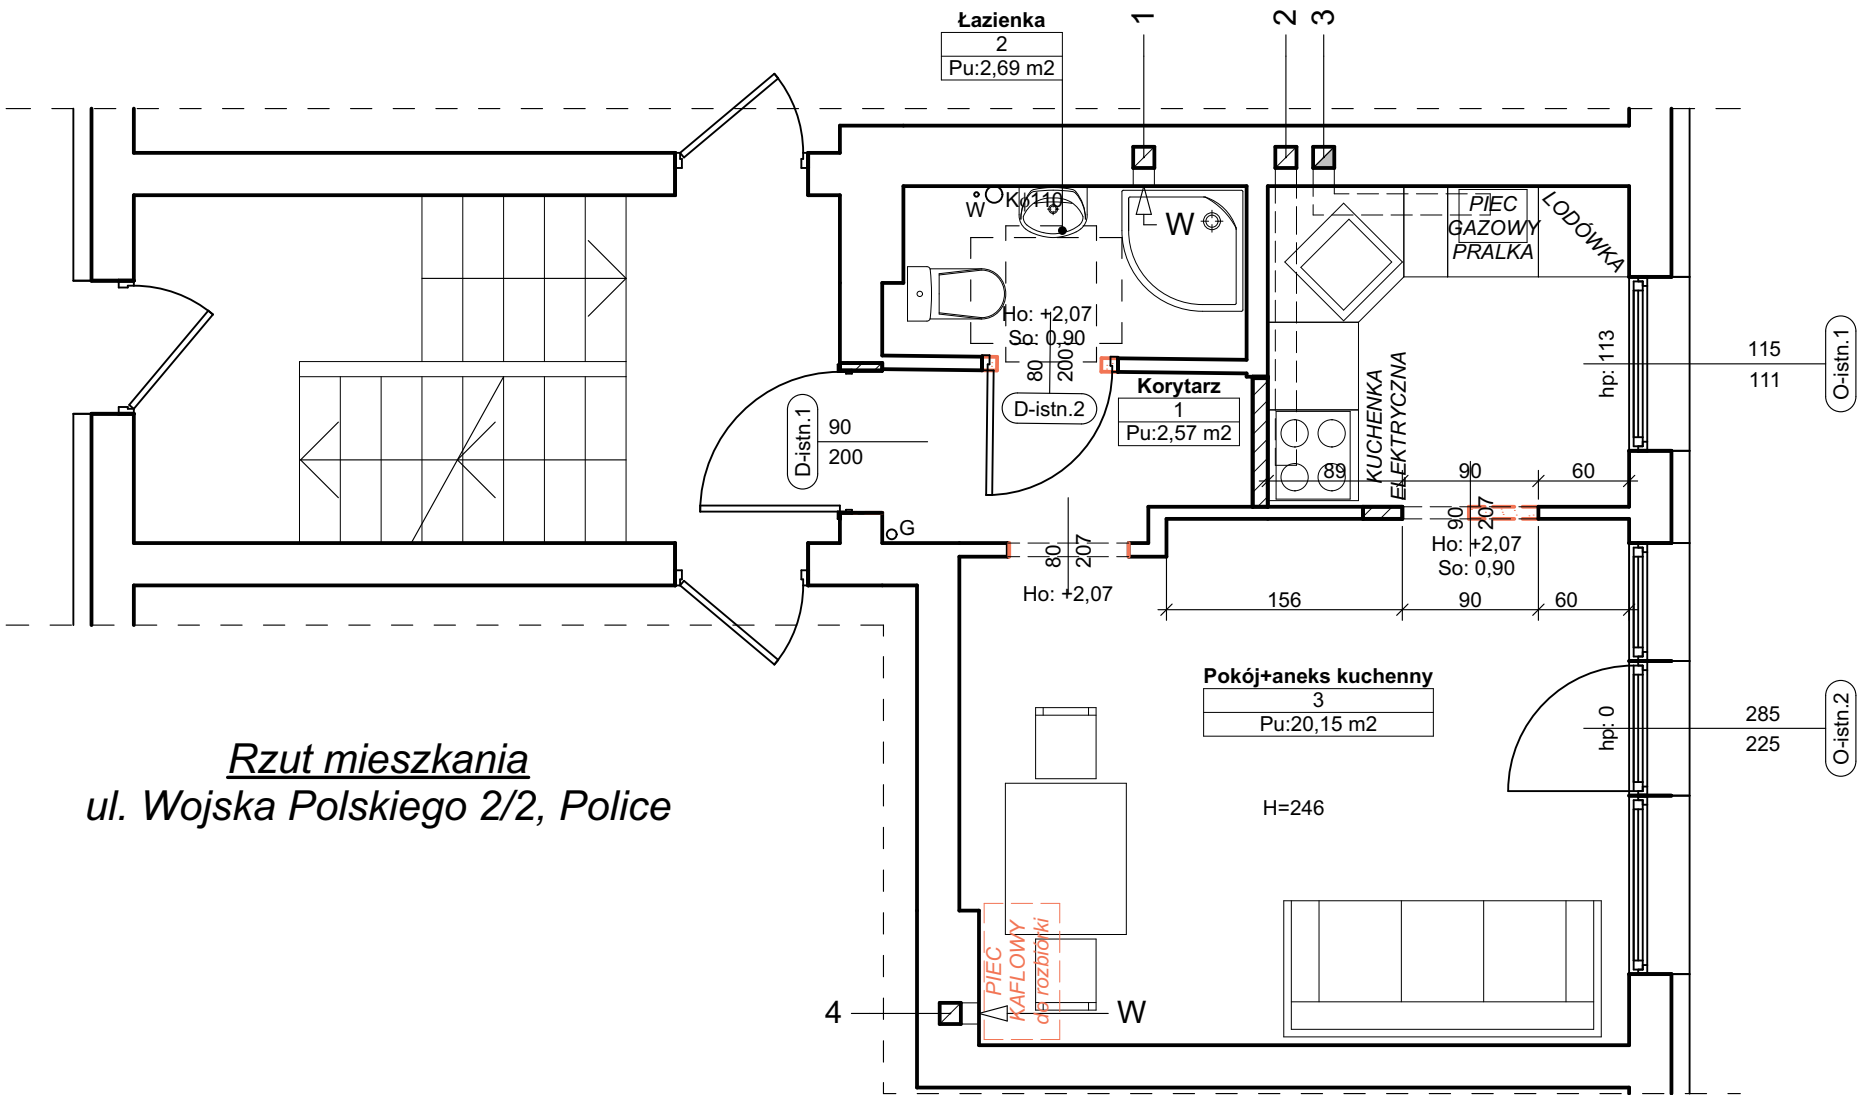 Łazienka
2
Pu:2,69 m2
1
2
3
W
Ko110
W
PIEC
GAZOWY
PRALKA
LODÓWKA
Ho: +2,07
So: 0,90
80
200
D-istn.2
Korytarz
1
Pu:2,57 m2
D-istn.1
90
200
KUCHENKA
ELEKTRYCZNA
hp: 113
115
111
O-istn.1
89
90
60
90
207
Ho: +2,07
So: 0,90
G
80
207
Ho: +2,07
156
90
60
Pokój+aneks kuchenny
3
Pu:20,15 m2
hp: 0
285
225
O-istn.2
H=246
Rzut mieszkania
ul. Wojska Polskiego 2/2, Police
PIEC
KAFLOWY
do rozbiórki
4
W